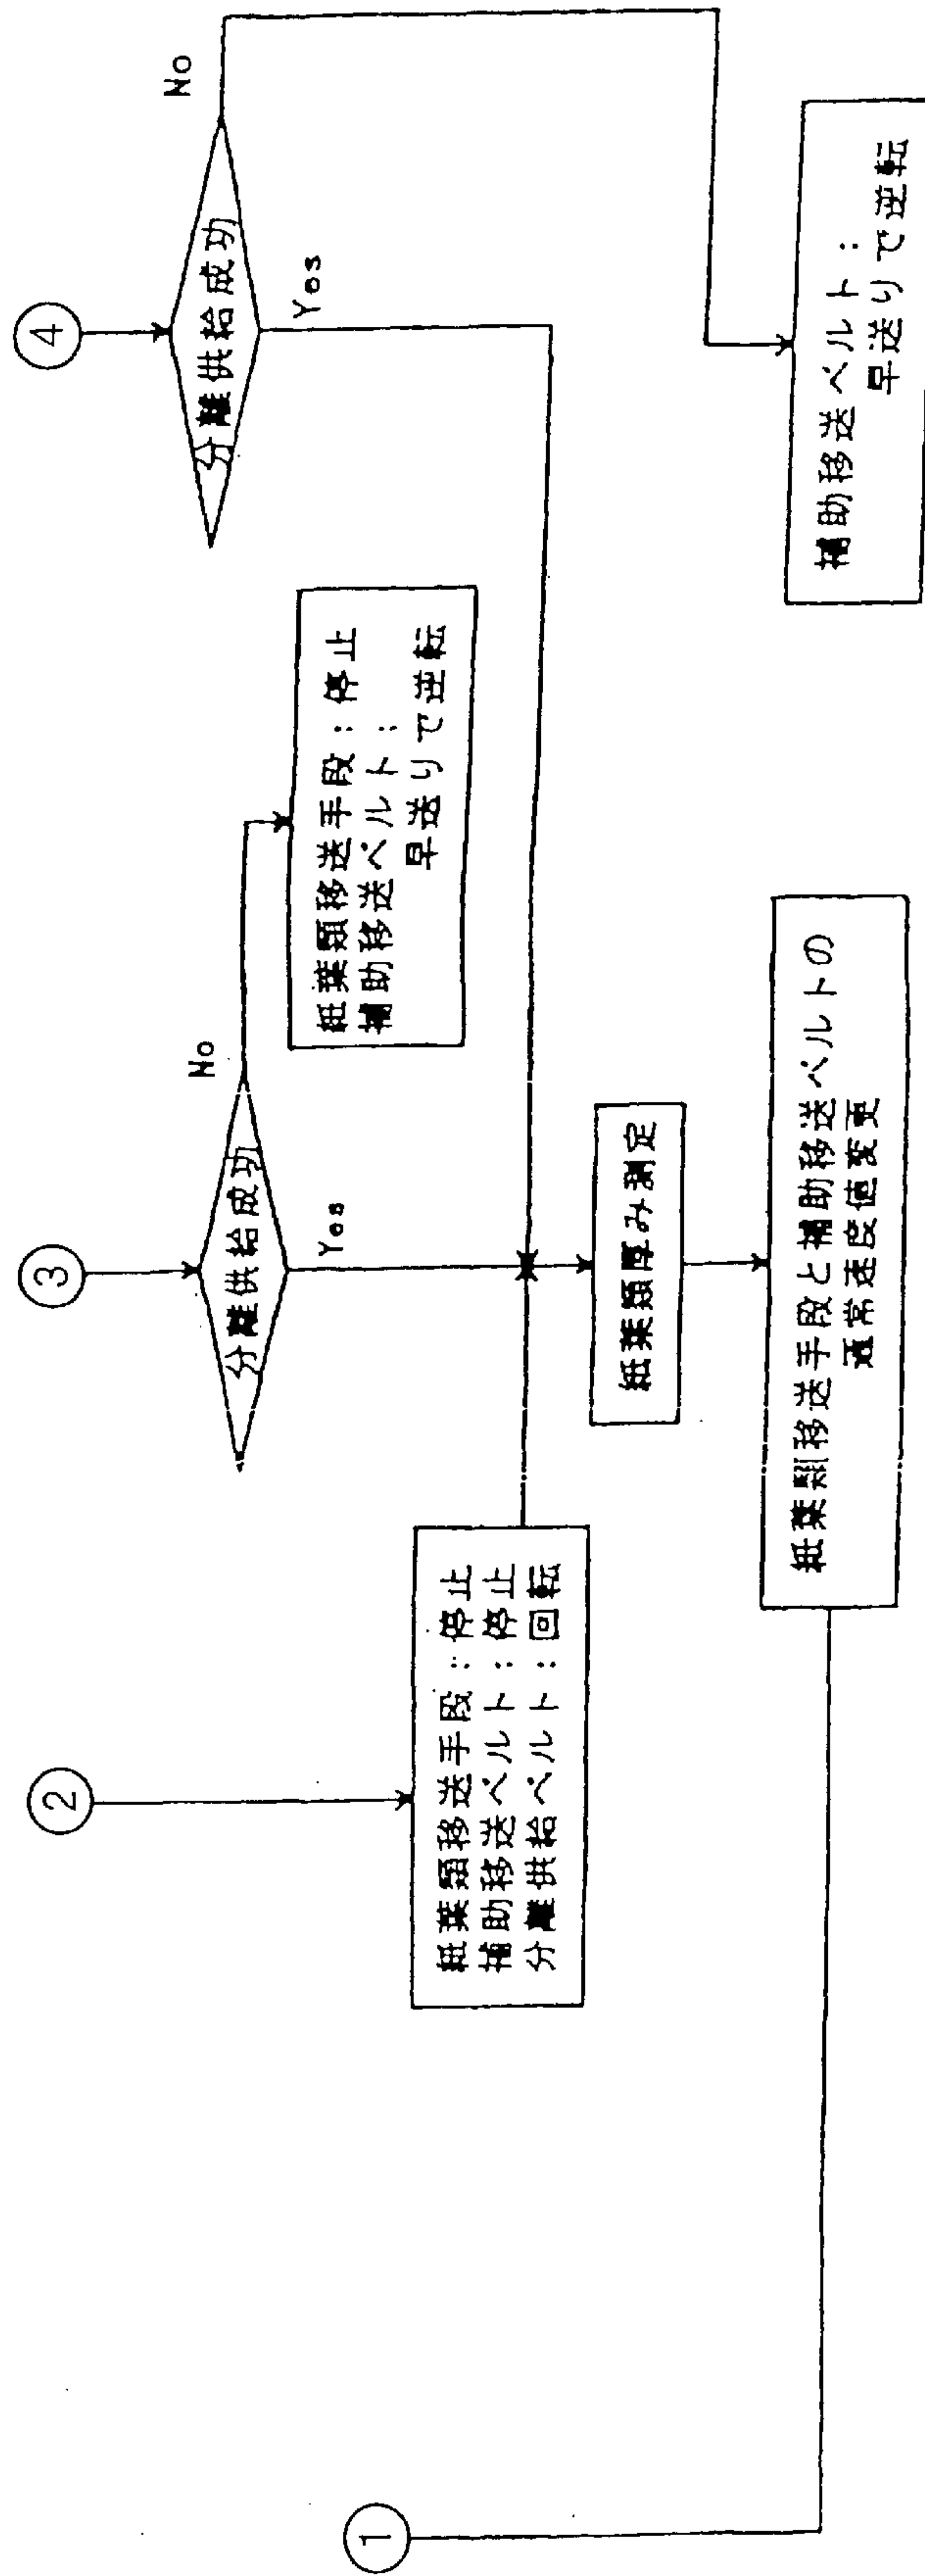 ①
②
紙葉類移送手段：停止
補助移送ベルト：停止
分離供給ベルト：回転
③
分離供給成功
No
Yes
紙葉類移送手段：停止
補助移送ベルト：
早送りで逆転
④
分離供給成功
No
Yes
紙葉類厚み測定
紙葉類移送手段と補助移送ベルトの
通常速度値変更
補助移送ベルト：
早送りで逆転